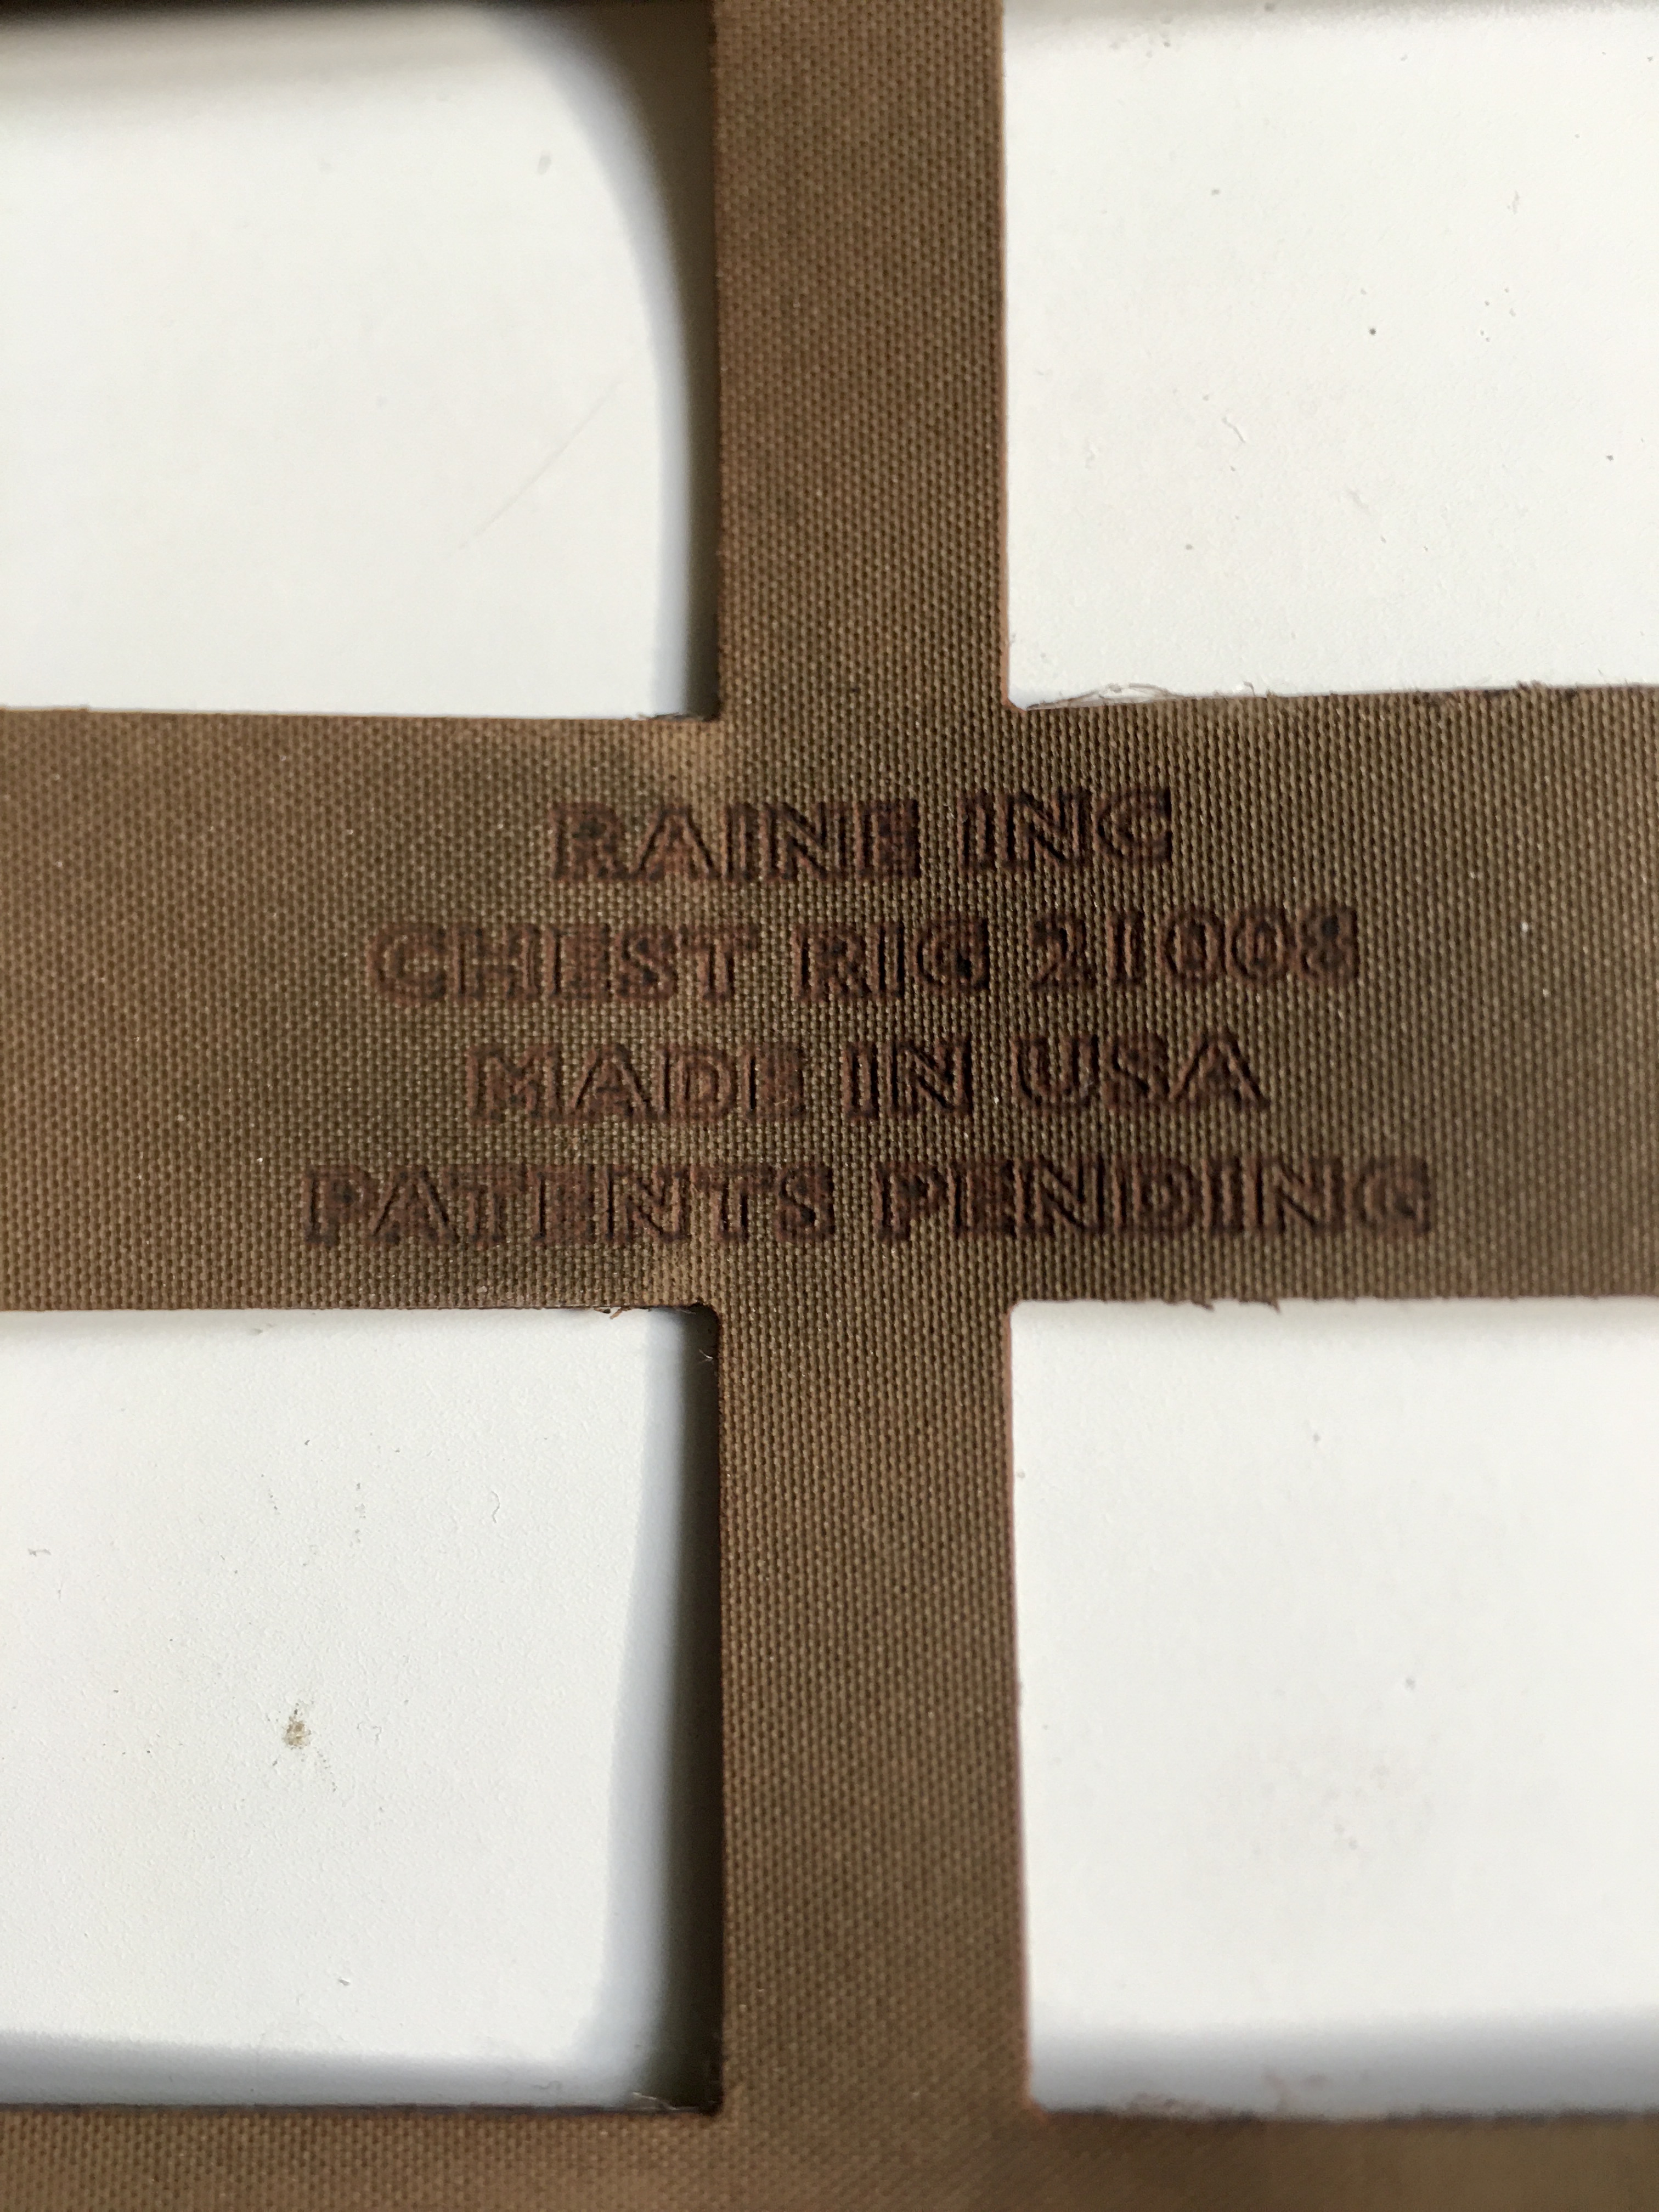 RAINE INC
CHEST RIG 21008
MADE IN USA
PATENTS PENDING